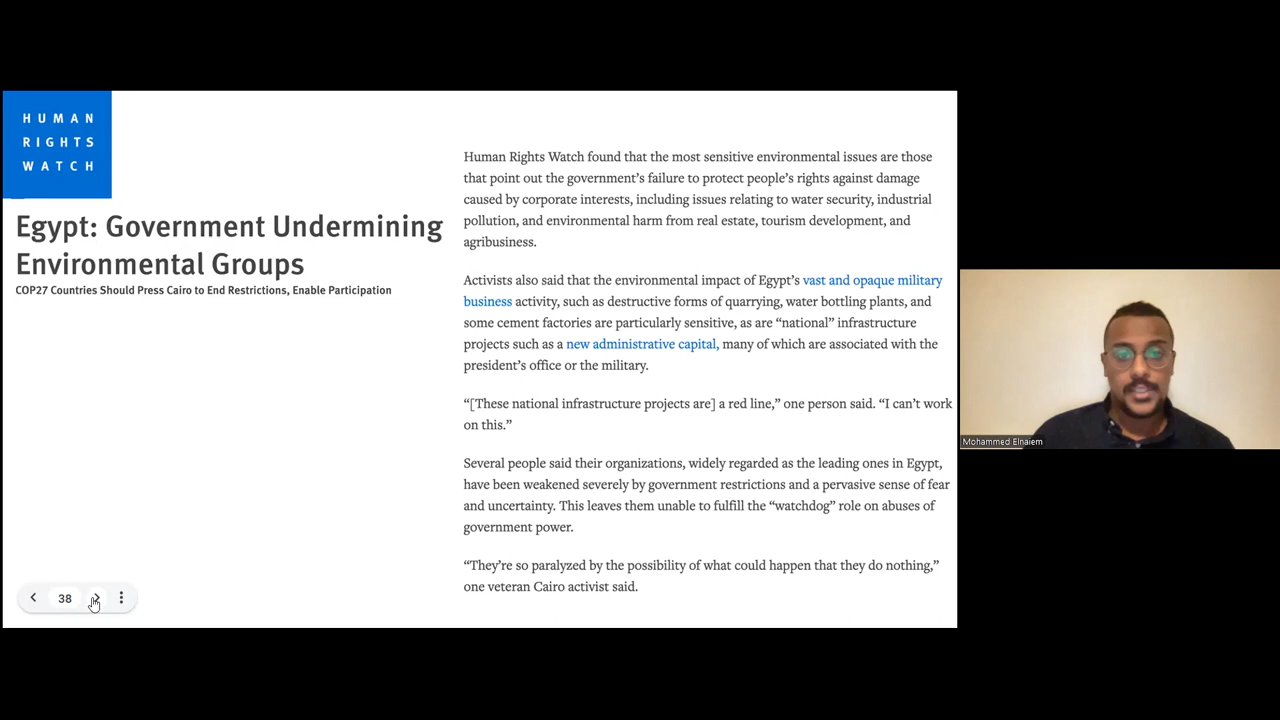 HUMAN
RIGHTS
WATCH
Egypt: Government Undermining
Environmental Groups
COP27 Countries Should Press Cairo to End Restrictions, Enable Participation
Human Rights Watch found that the most sensitive environmental issues are those
that point out the government’s failure to protect people’s rights against damage
caused by corporate interests, including issues relating to water security, industrial
pollution, and environmental harm from real estate, tourism development, and
agribusiness.
Activists also said that the environmental impact of Egypt’s vast and opaque military
business activity, such as destructive forms of quarrying, water bottling plants, and
some cement factories are particularly sensitive, as are “national” infrastructure
projects such as a new administrative capital, many of which are associated with the
president’s office or the military.
“[These national infrastructure projects are] a red line,” one person said. “I can’t work
on this.”
Several people said their organizations, widely regarded as the leading ones in Egypt,
have been weakened severely by government restrictions and a pervasive sense of fear
and uncertainty. This leaves them unable to fulfill the “watchdog” role on abuses of
government power.
“They’re so paralyzed by the possibility of what could happen that they do nothing,”
one veteran Cairo activist said.
38
Mohammed Elnaiem